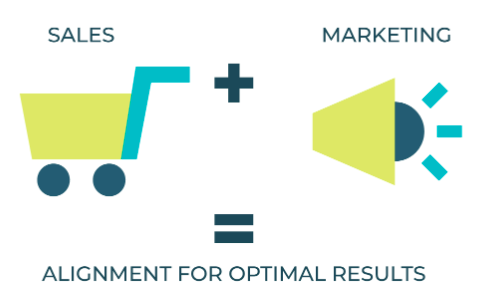 SALES
+
MARKETING
=
ALIGNMENT FOR OPTIMAL RESULTS